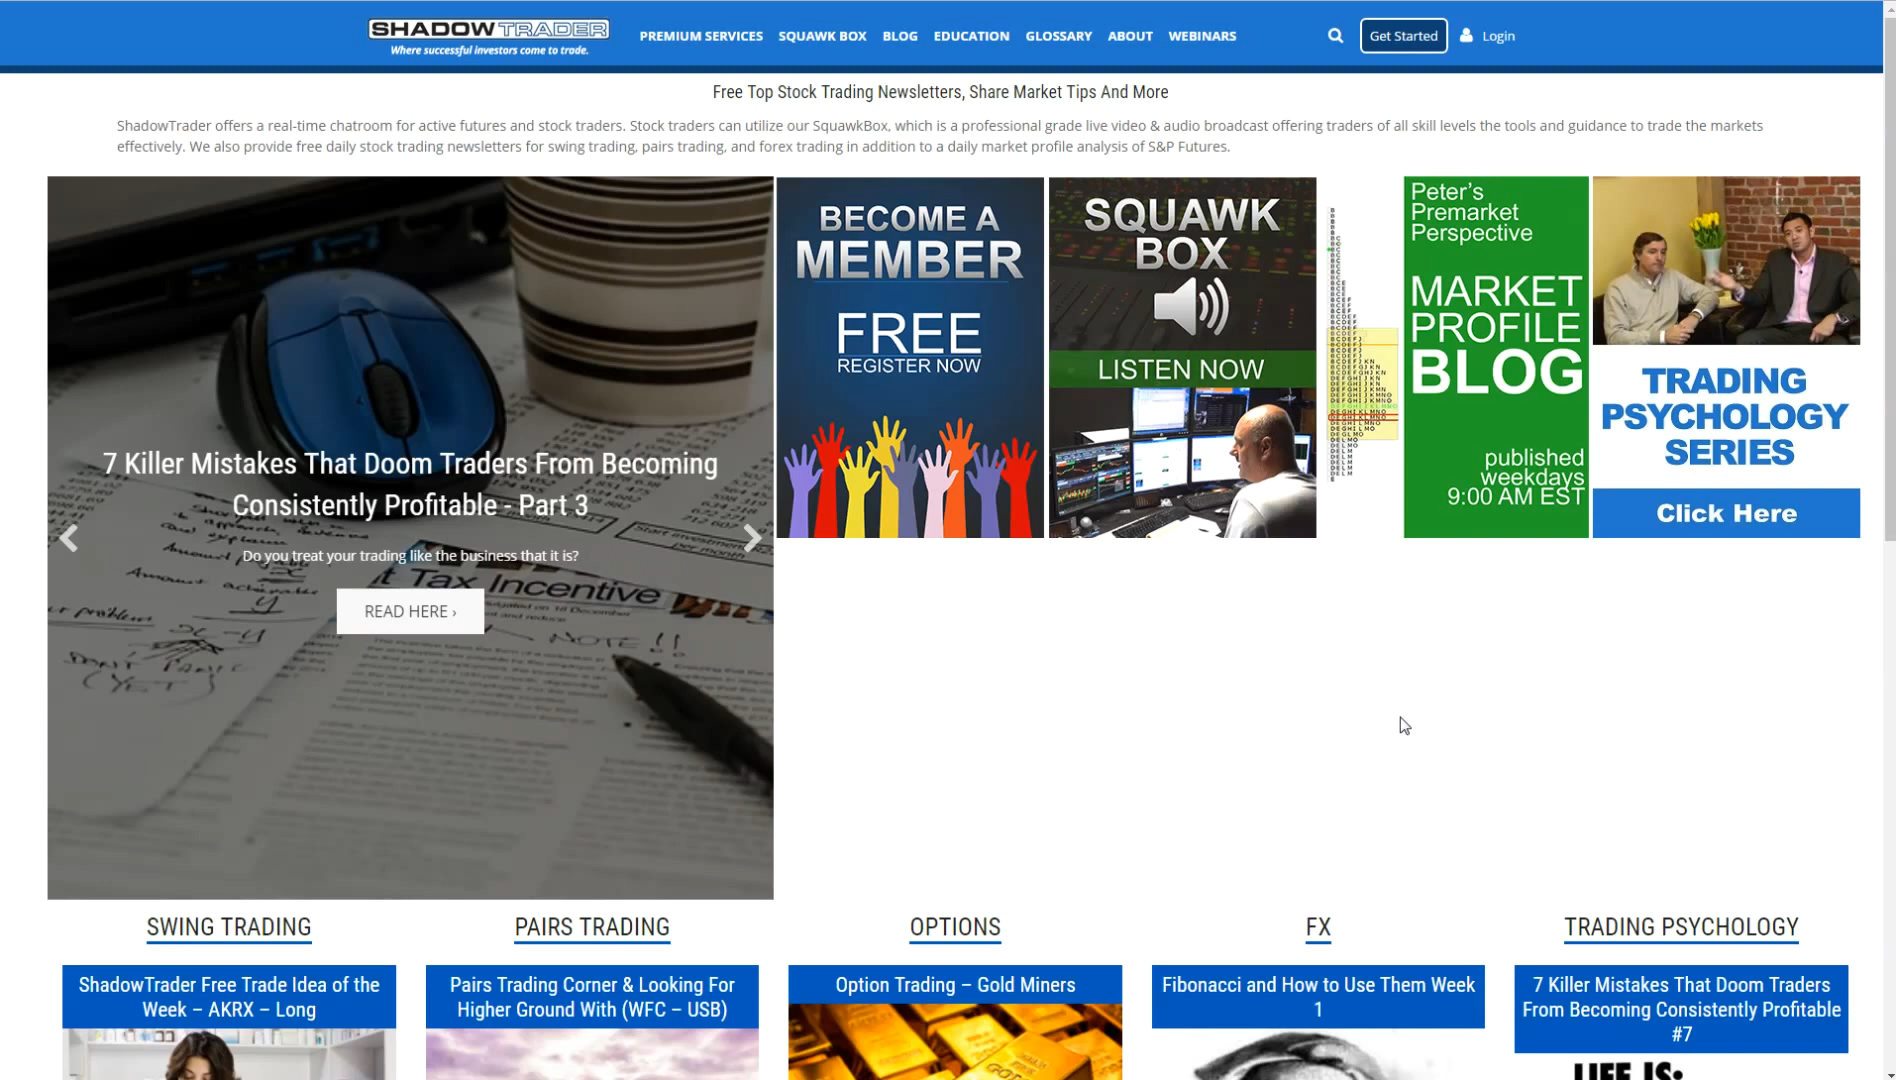 SHADOWTRADER
Where successful investors come to trade.
PREMIUM SERVICES
SQUAWK BOX
BLOG
EDUCATION
GLOSSARY
ABOUT
WEBINARS
Get Started
Login
Free Top Stock Trading Newsletters, Share Market Tips And More
ShadowTrader offers a real-time chatroom for active futures and stock traders. Stock traders can utilize our SquawkBox, which is a professional grade live video & audio broadcast offering traders of all skill levels the tools and guidance to trade the markets
effectively. We also provide free daily stock trading newsletters for swing trading, pairs trading, and forex trading in addition to a daily market profile analysis of S&P Futures.
7 Killer Mistakes That Doom Traders From Becoming
Consistently Profitable - Part 3
Do you treat your trading like the business that it is?
READ HERE ›
t Tax Incentive
NOTE !!
DON'T PANIC
(YET)
BECOME A
MEMBER
FREE
REGISTER NOW
SQUAWK
BOX
LISTEN NOW
Peter's
Premarket
Perspective
MARKET
PROFILE
BLOG
published
weekdays
9:00 AM EST
TRADING
PSYCHOLOGY
SERIES
Click Here
SWING TRADING
PAIRS TRADING
OPTIONS
FX
TRADING PSYCHOLOGY
ShadowTrader Free Trade Idea of the
Week – AKRX – Long
Pairs Trading Corner & Looking For
Higher Ground With (WFC – USB)
Option Trading – Gold Miners
Fibonacci and How to Use Them Week
1
7 Killer Mistakes That Doom Traders
From Becoming Consistently Profitable
#7
LIFE IS: